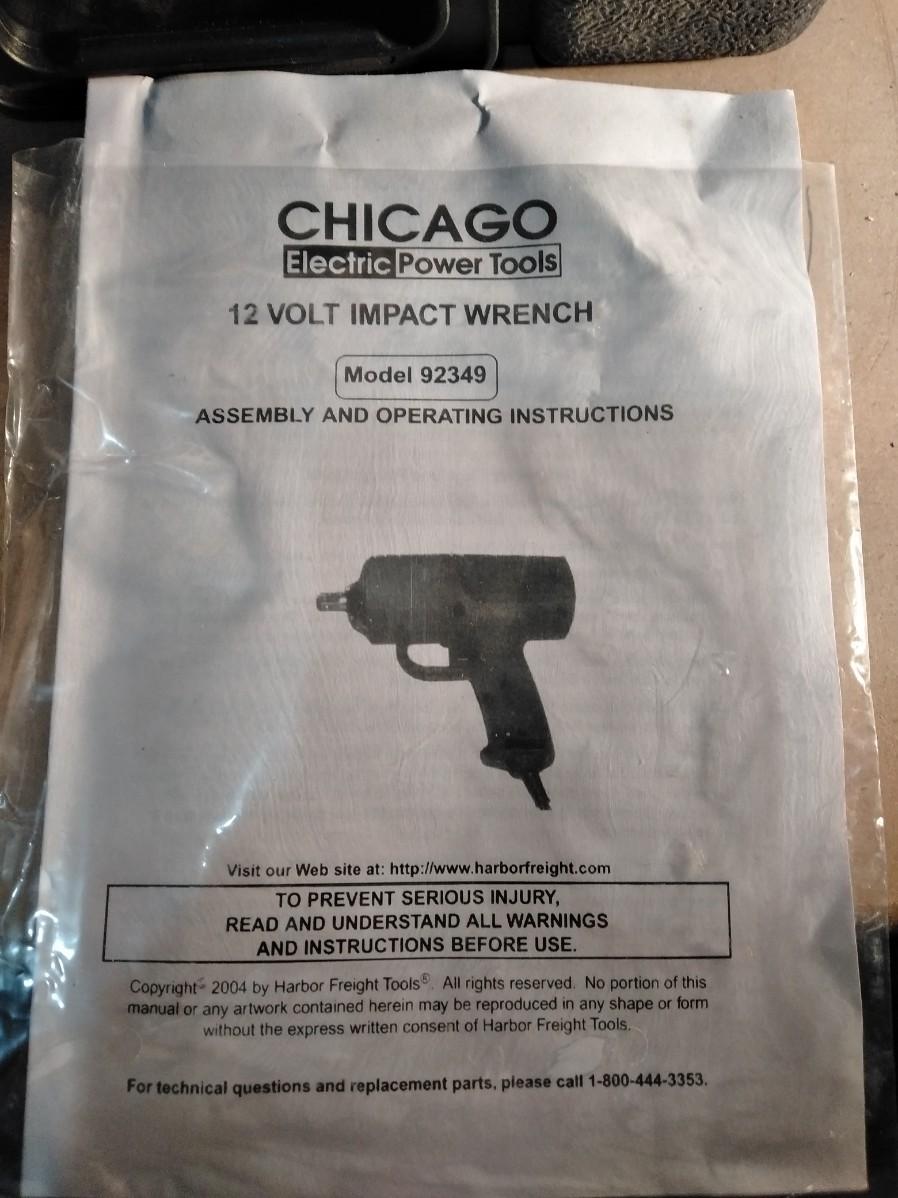 CHICAGO
Electric Power Tools
12 VOLT IMPACT WRENCH
Model 92349
ASSEMBLY AND OPERATING INSTRUCTIONS
Visit our Web site at: http://www.harborfreight.com
TO PREVENT SERIOUS INJURY,
READ AND UNDERSTAND ALL WARNINGS
AND INSTRUCTIONS BEFORE USE.
Copyright© 2004 by Harbor Freight Tools®. All rights reserved. No portion of this
manual or any artwork contained herein may be reproduced in any shape or form
without the express written consent of Harbor Freight Tools.
For technical questions and replacement parts, please call 1-800-444-3353.